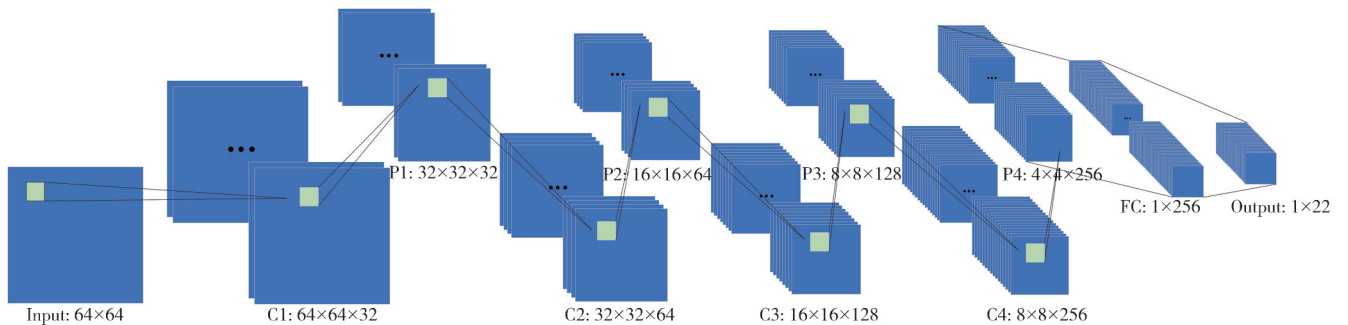 P1: 32×32×32
P2: 16×16×64
P3: 8×8×128
P4: 4×4×256
FC: 1×256
Output: 1×22
Input: 64×64
C1: 64×64×32
C2: 32×32×64
C3: 16×16×128
C4: 8×8×256